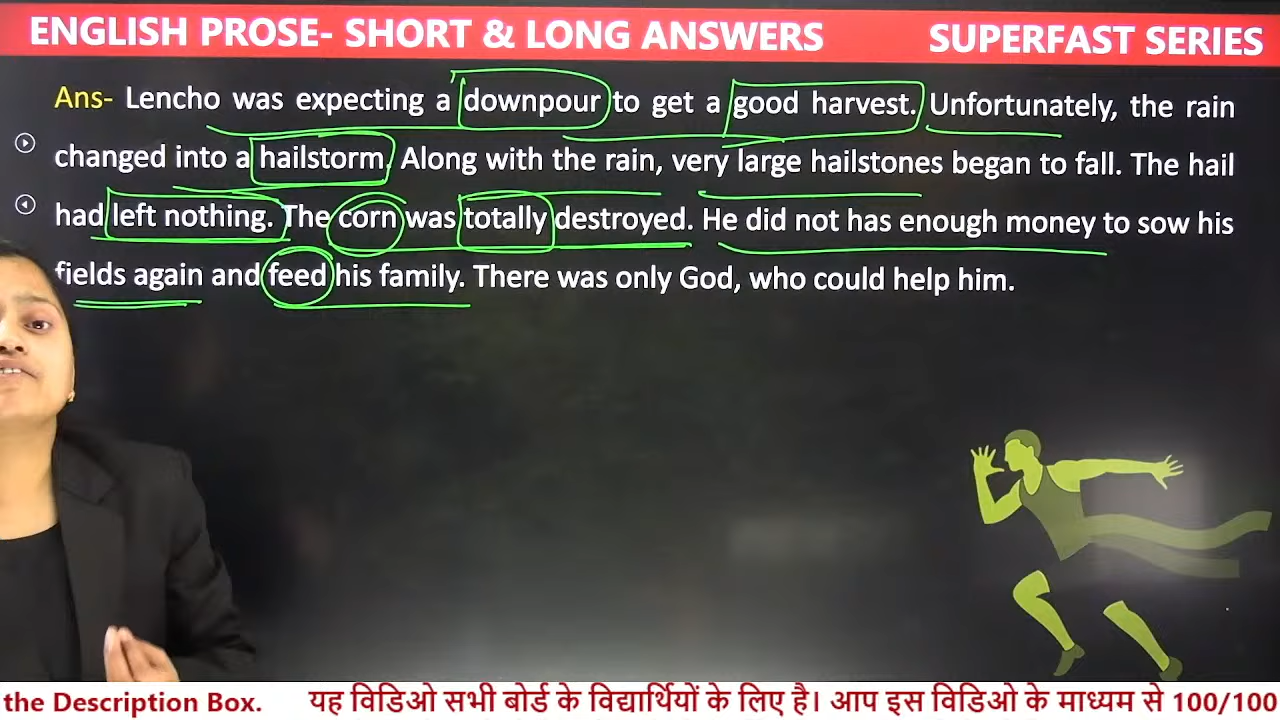 ENGLISH PROSE- SHORT & LONG ANSWERS SUPERFAST SERIES
Ans- Lencho was expecting a downpour to get a good harvest. Unfortunately, the rain
changed into a hailstorm. Along with the rain, very large hailstones began to fall. The hail
had left nothing. The corn was totally destroyed. He did not has enough money to sow his
fields again and feed his family. There was only God, who could help him.
the Description Box. यह विडिओ सभी बोर्ड के विद्यार्थियों के लिए है। आप इस विडिओ के माध्यम से 100/100